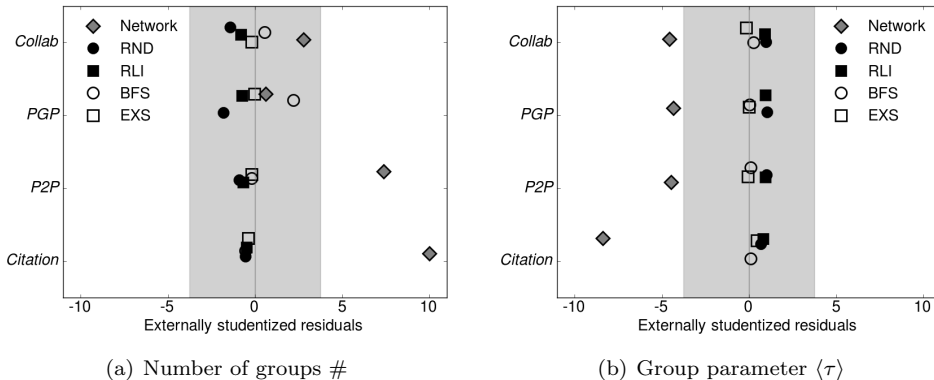 Network
RND
RLI
BFS
EXS
Collab
PGP
P2P
Citation
-10 -5 0 5 10
Externally studentized residuals
(a) Number of groups #
Network
RND
RLI
BFS
EXS
Collab
PGP
P2P
Citation
-10 -5 0 5 10
Externally studentized residuals
(b) Group parameter ⟨τ⟩